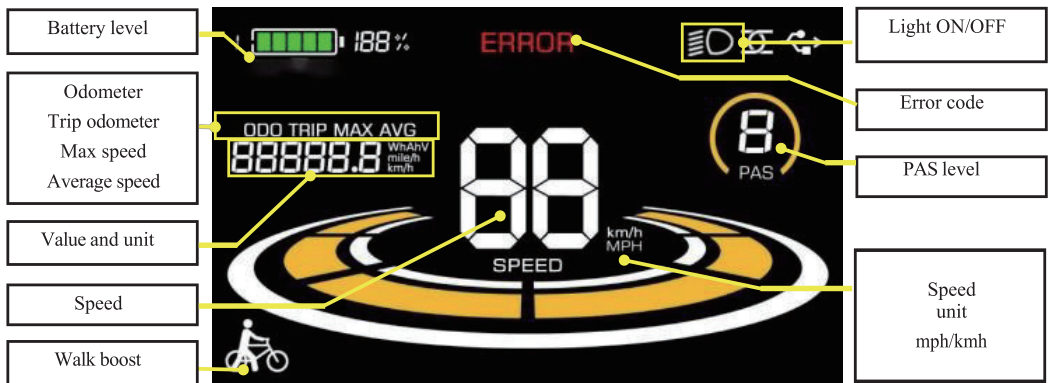 Battery level
Odometer
Trip odometer
Max speed
Average speed
Value and unit
Speed
Walk boost
188 %
ERROR
ODO TRIP MAX AVG
88888.8
WhAhV
mile/h
km/h
88
km/h
MPH
SPEED
8
PAS
Light ON/OFF
Error code
PAS level
Speed
unit
mph/kmh